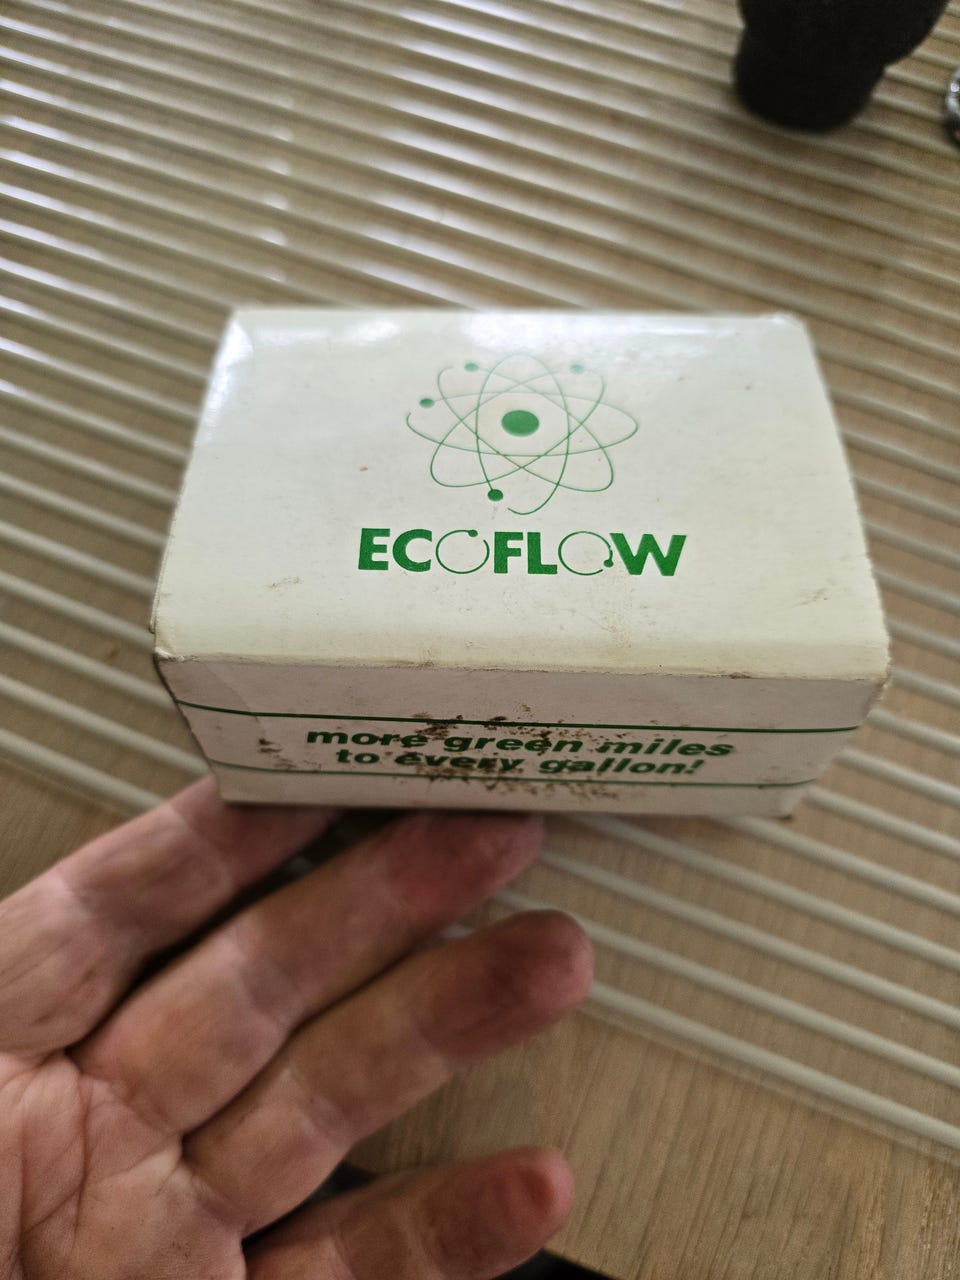 ECOFLOW
more green miles
to every gallon!